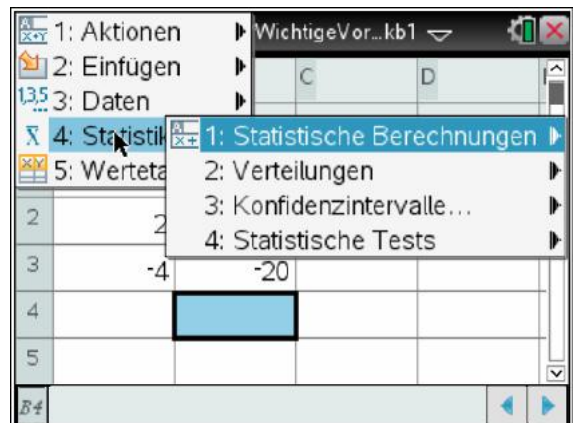 1: Aktionen
WichtigeVor…kb1
2: Einfügen
C
D
3: Daten
4: Statistik
1: Statistische Berechnungen
5: Werteta
2: Verteilungen
3: Konfidenzintervalle…
4: Statistische Tests
2
2
3
-4
-20
4
5
B4